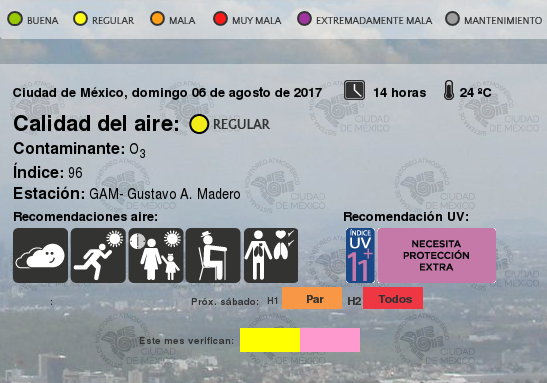 BUENA REGULAR MALA MUY MALA EXTREMADAMENTE MALA MANTENIMIENTO
Ciudad de México, domingo 06 de agosto de 2017 14 horas 24 ºC
Calidad del aire: REGULAR
Contaminante: O3
Índice: 96
Estación: GAM- Gustavo A. Madero
Recomendaciones aire: Recomendación UV:
ÍNDICE
UV
11+
NECESITA
PROTECCIÓN
EXTRA
: Próx. sábado: H1 Par H2 Todos
Este mes verifican:
CIUDAD
DE MÉXICO